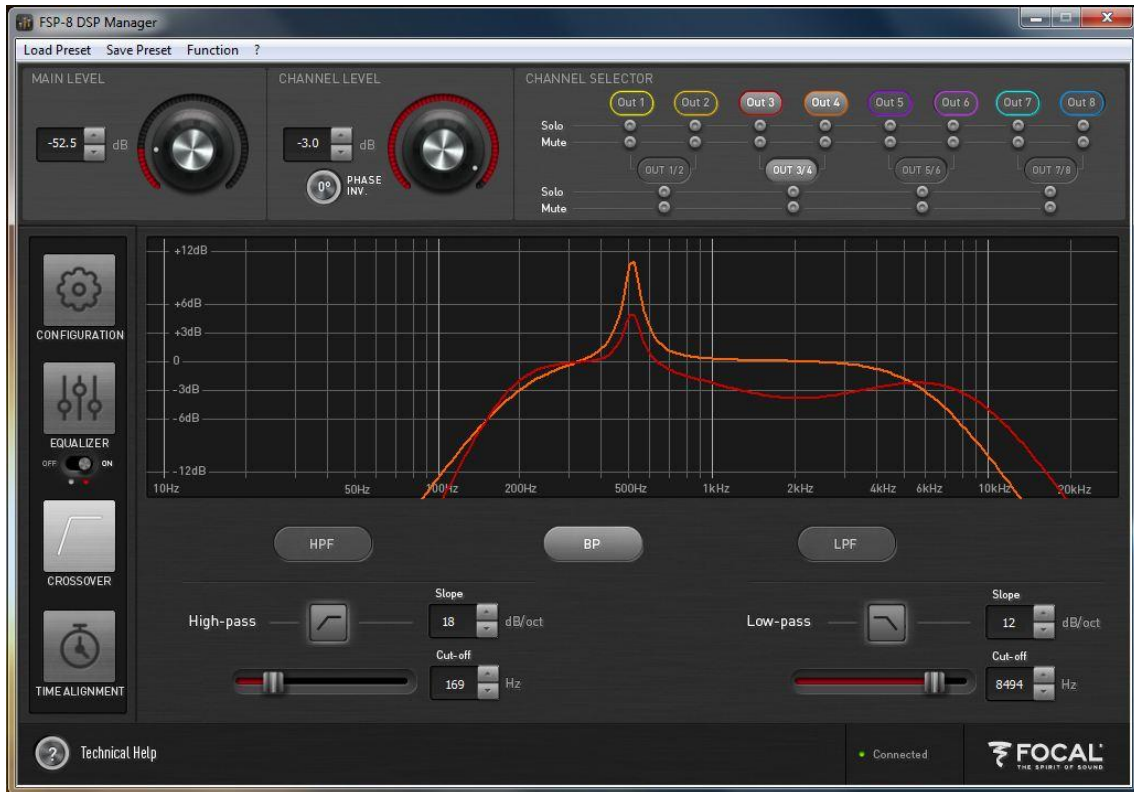 FSP-8 DSP Manager
Load Preset Save Preset Function ?
MAIN LEVEL
-52.5 dB
CHANNEL LEVEL
-3.0 dB
0° PHASE INV.
CHANNEL SELECTOR
Out 1 Out 2 Out 3 Out 4 Out 5 Out 6 Out 7 Out 8
Solo
Mute
OUT 1/2 OUT 3/4 OUT 5/6 OUT 7/8
Solo
Mute
CONFIGURATION
EQUALIZER
OFF ON
CROSSOVER
TIME ALIGNMENT
+12dB
+6dB
+3dB
0
-3dB
-6dB
-12dB
10Hz 50Hz 100Hz 200Hz 500Hz 1kHz 2kHz 4kHz 6kHz 10kHz 20kHz
HPF BP LPF
High-pass
Slope
18 dB/oct
Cut-off
169 Hz
Low-pass
Slope
12 dB/oct
Cut-off
8494 Hz
? Technical Help
Connected
FOCAL
THE SPIRIT OF SOUND